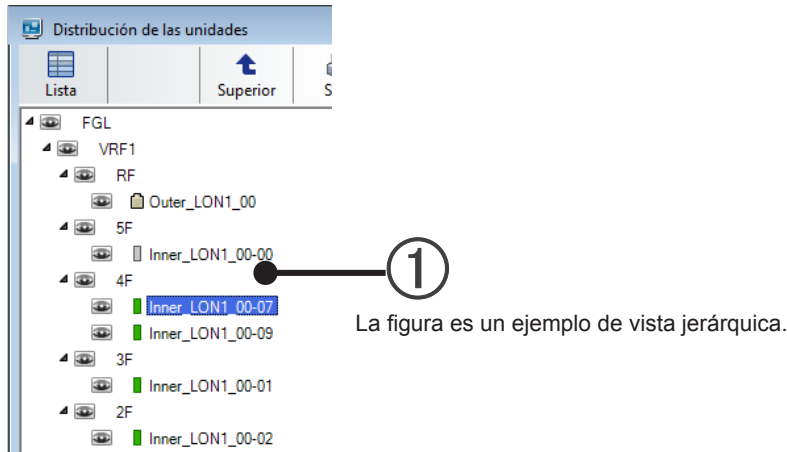 Distribución de las unidades
Lista Superior S
FGL
VRF1
RF
Outer_LON1_00
5F
Inner_LON1_00-00
4F
Inner_LON1_00-07
Inner_LON1_00-09
3F
Inner_LON1_00-01
2F
Inner_LON1_00-02
①
La figura es un ejemplo de vista jerárquica.